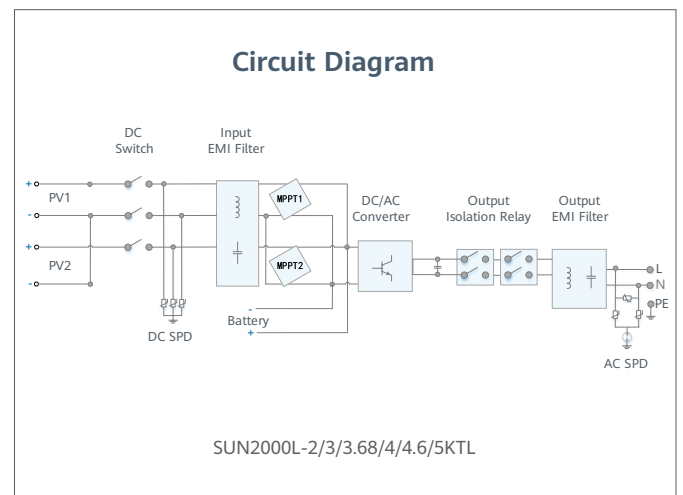 Circuit Diagram
DC
Switch
Input
EMI Filter
+
PV1
-
+
PV2
-
MPPT1
MPPT2
DC/AC
Converter
Output
Isolation Relay
Output
EMI Filter
L
N
PE
-
Battery
+
DC SPD
AC SPD
SUN2000L-2/3/3.68/4/4.6/5KTL